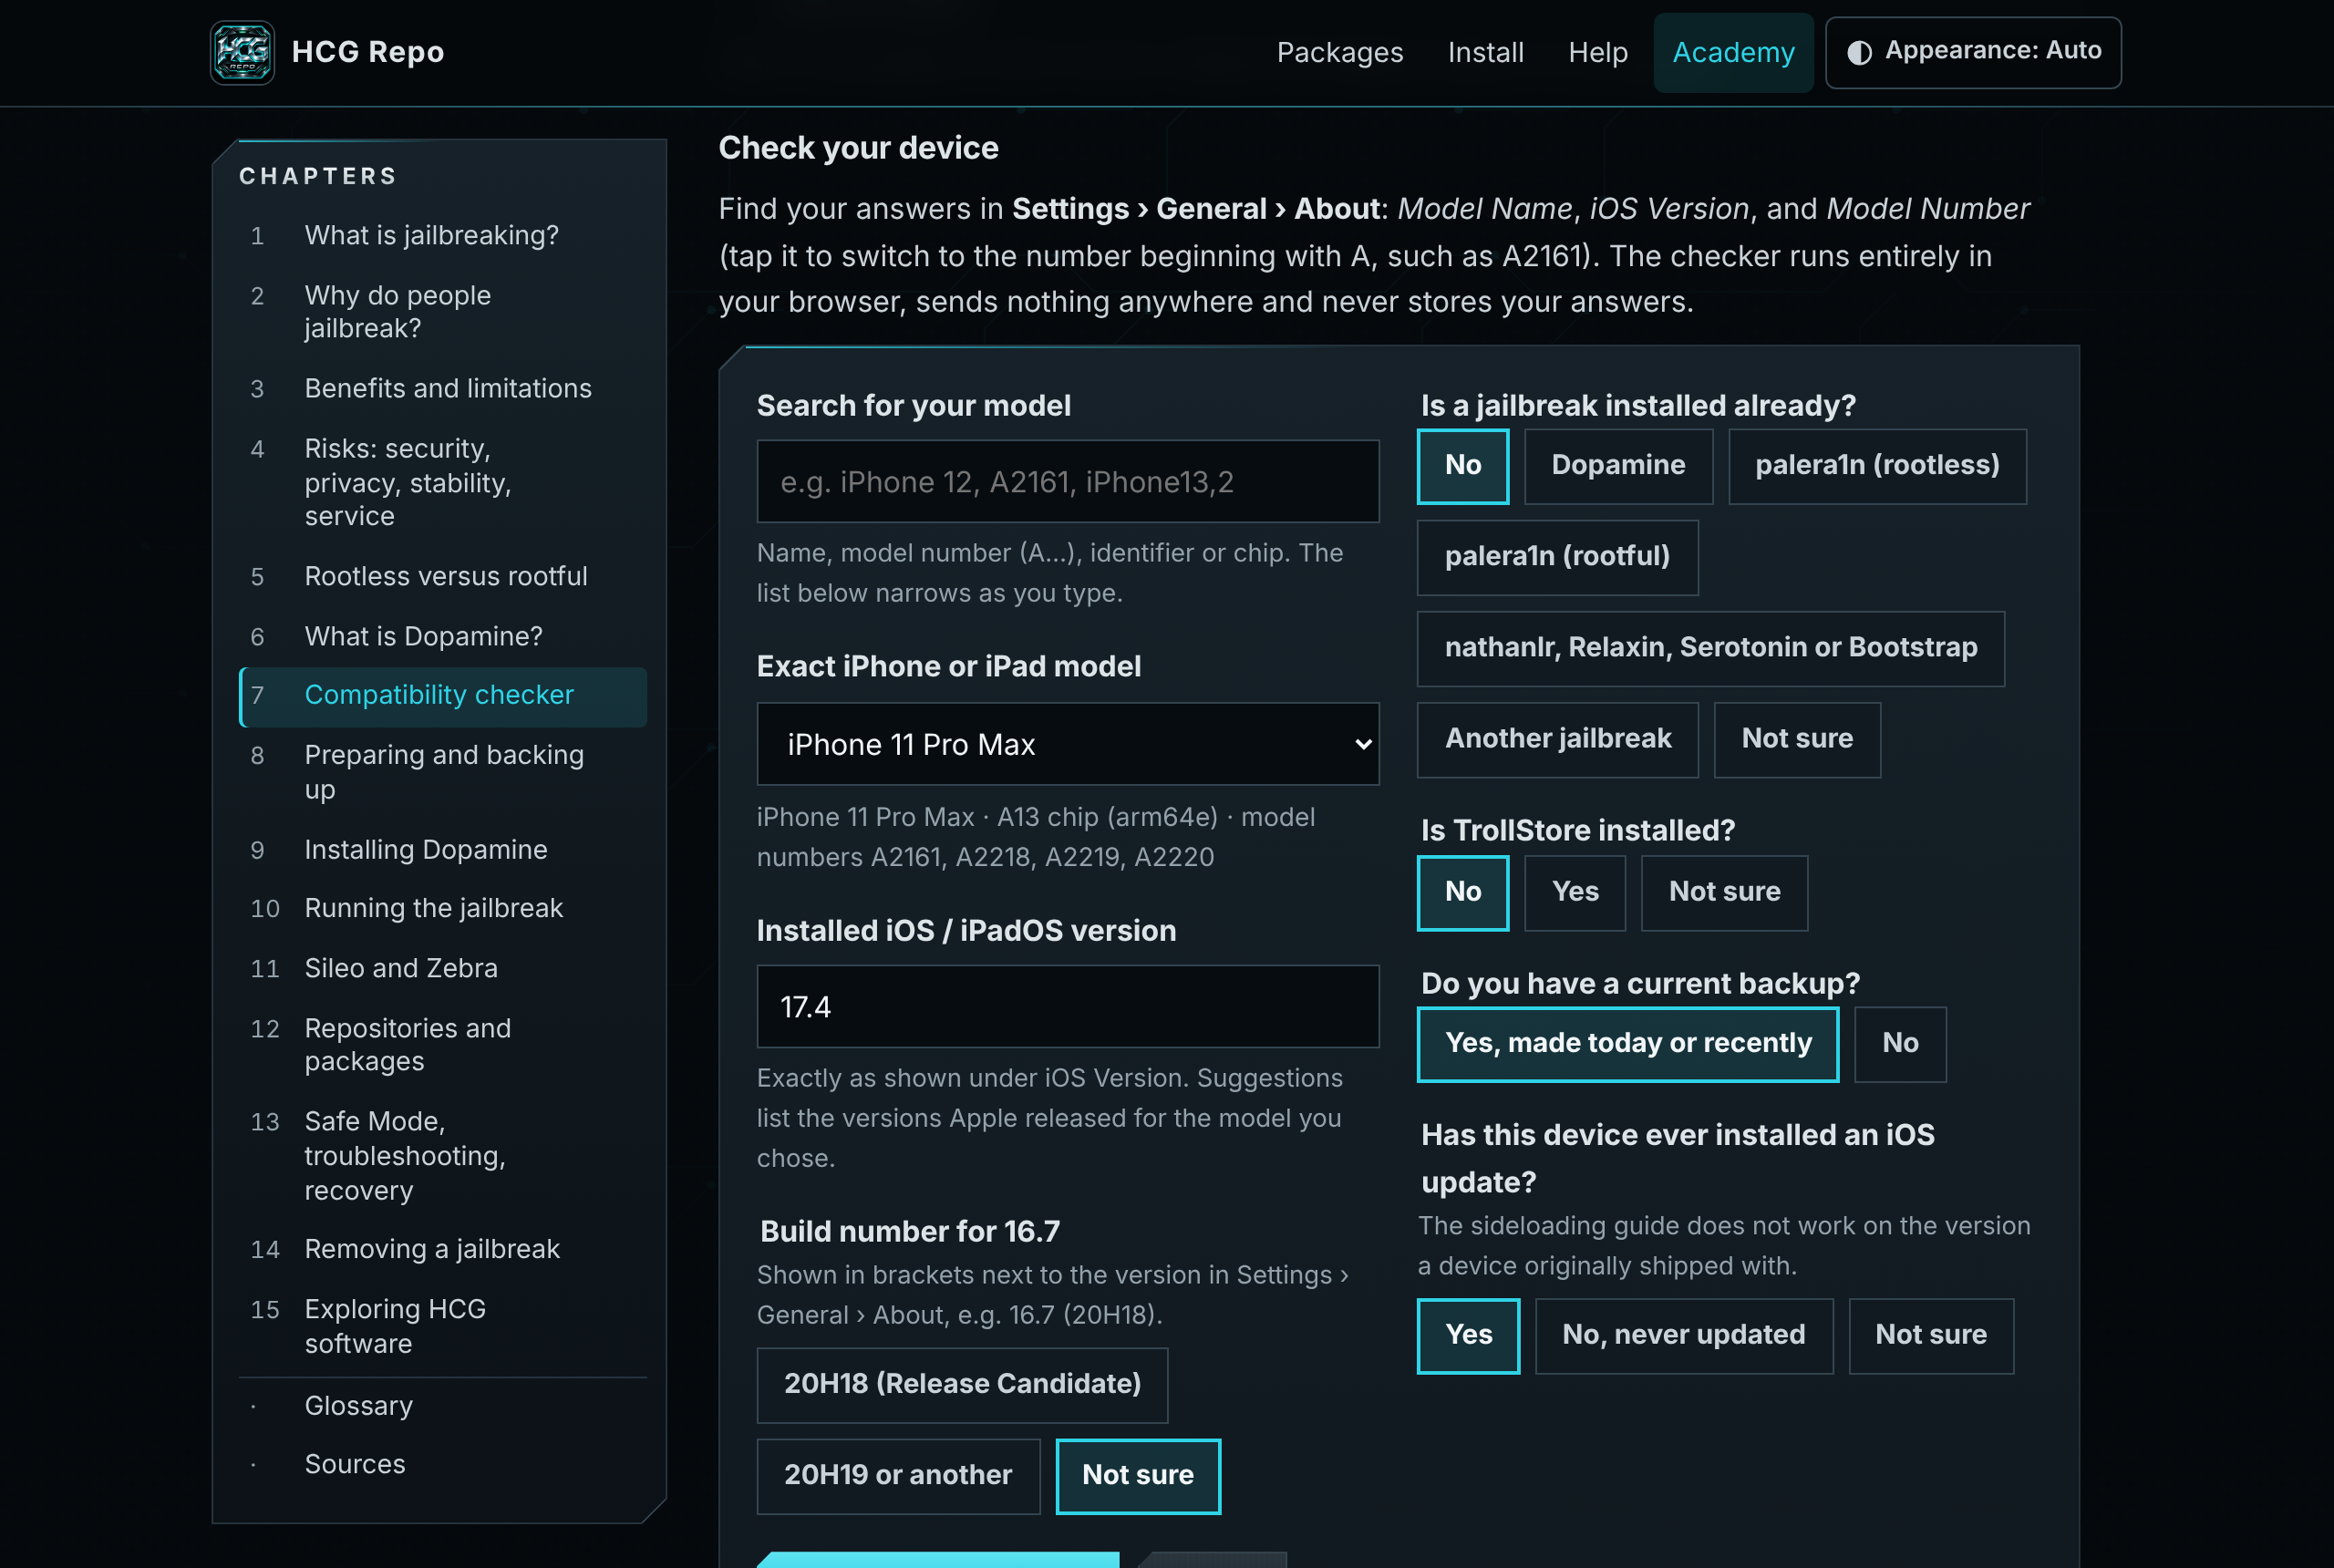 HCG REPO
HCG Repo
Packages
Install
Help
Academy
Appearance: Auto
CHAPTERS
1 What is jailbreaking?
2 Why do people
jailbreak?
3 Benefits and limitations
4 Risks: security,
privacy, stability,
service
5 Rootless versus rootful
6 What is Dopamine?
7 Compatibility checker
8 Preparing and backing
up
9 Installing Dopamine
10 Running the jailbreak
11 Sileo and Zebra
12 Repositories and
packages
13 Safe Mode,
troubleshooting,
recovery
14 Removing a jailbreak
15 Exploring HCG
software
· Glossary
· Sources
Check your device
Find your answers in Settings › General › About: Model Name, iOS Version, and Model Number
(tap it to switch to the number beginning with A, such as A2161). The checker runs entirely in
your browser, sends nothing anywhere and never stores your answers.
Search for your model
e.g. iPhone 12, A2161, iPhone13,2
Name, model number (A…), identifier or chip. The
list below narrows as you type.
Exact iPhone or iPad model
iPhone 11 Pro Max
iPhone 11 Pro Max · A13 chip (arm64e) · model
numbers A2161, A2218, A2219, A2220
Installed iOS / iPadOS version
17.4
Exactly as shown under iOS Version. Suggestions
list the versions Apple released for the model you
chose.
Build number for 16.7
Shown in brackets next to the version in Settings ›
General › About, e.g. 16.7 (20H18).
20H18 (Release Candidate)
20H19 or another
Not sure
Is a jailbreak installed already?
No
Dopamine
palera1n (rootless)
palera1n (rootful)
nathanlr, Relaxin, Serotonin or Bootstrap
Another jailbreak
Not sure
Is TrollStore installed?
No
Yes
Not sure
Do you have a current backup?
Yes, made today or recently
No
Has this device ever installed an iOS
update?
The sideloading guide does not work on the version
a device originally shipped with.
Yes
No, never updated
Not sure